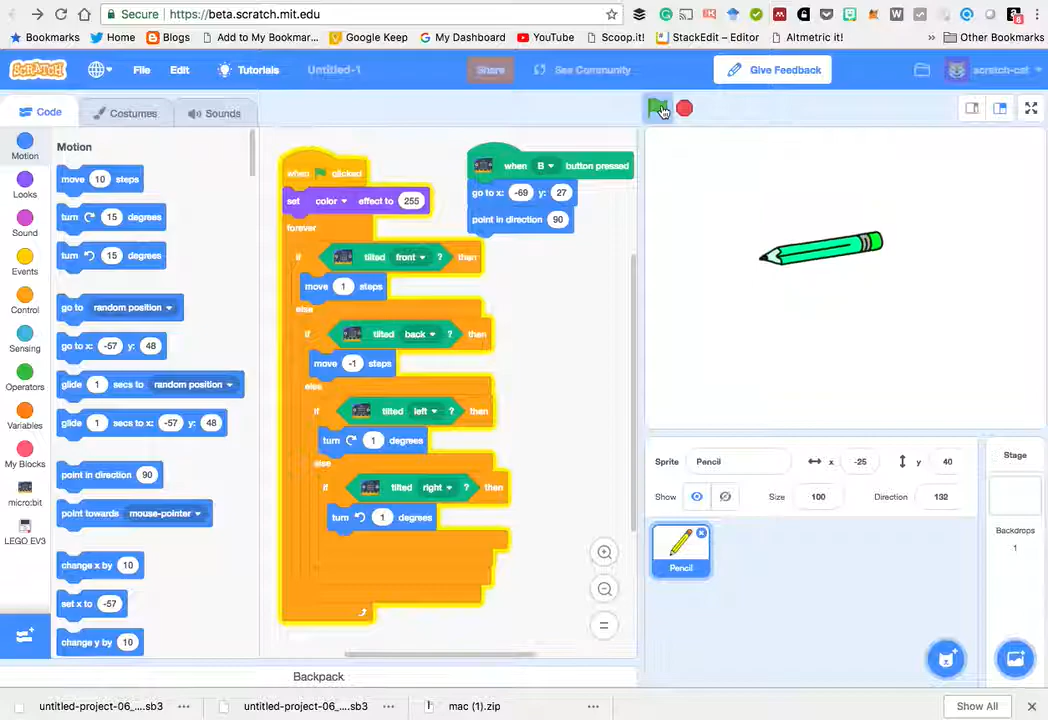 Secure | https://beta.scratch.mit.edu
Bookmarks Home Blogs Add to My Bookmar... Google Keep My Dashboard YouTube Scoop.it! StackEdit – Editor Altmetric it! » Other Bookmarks
SCRATCH File Edit Tutorials Untitled-1 Share See Community Give Feedback scratch-cat
Code Costumes Sounds
Motion
Looks
Sound
Events
Control
Sensing
Operators
Variables
My Blocks
micro:bit
LEGO EV3
Motion
move 10 steps
turn 15 degrees
turn 15 degrees
go to random position
go to x: -57 y: 48
glide 1 secs to random position
glide 1 secs to x: -57 y: 48
point in direction 90
point towards mouse-pointer
change x by 10
set x to -57
change y by 10
when clicked
set color effect to 255
forever
if tilted front ? then
move 1 steps
else
if tilted back ? then
move -1 steps
else
if tilted left ? then
turn 1 degrees
else
if tilted right ? then
turn 1 degrees
when B button pressed
go to x: -69 y: 27
point in direction 90
Sprite Pencil x -25 y 40
Show Size 100 Direction 132
Pencil
Stage
Backdrops
1
Backpack
untitled-project-06_....sb3 untitled-project-06_....sb3 mac (1).zip Show All